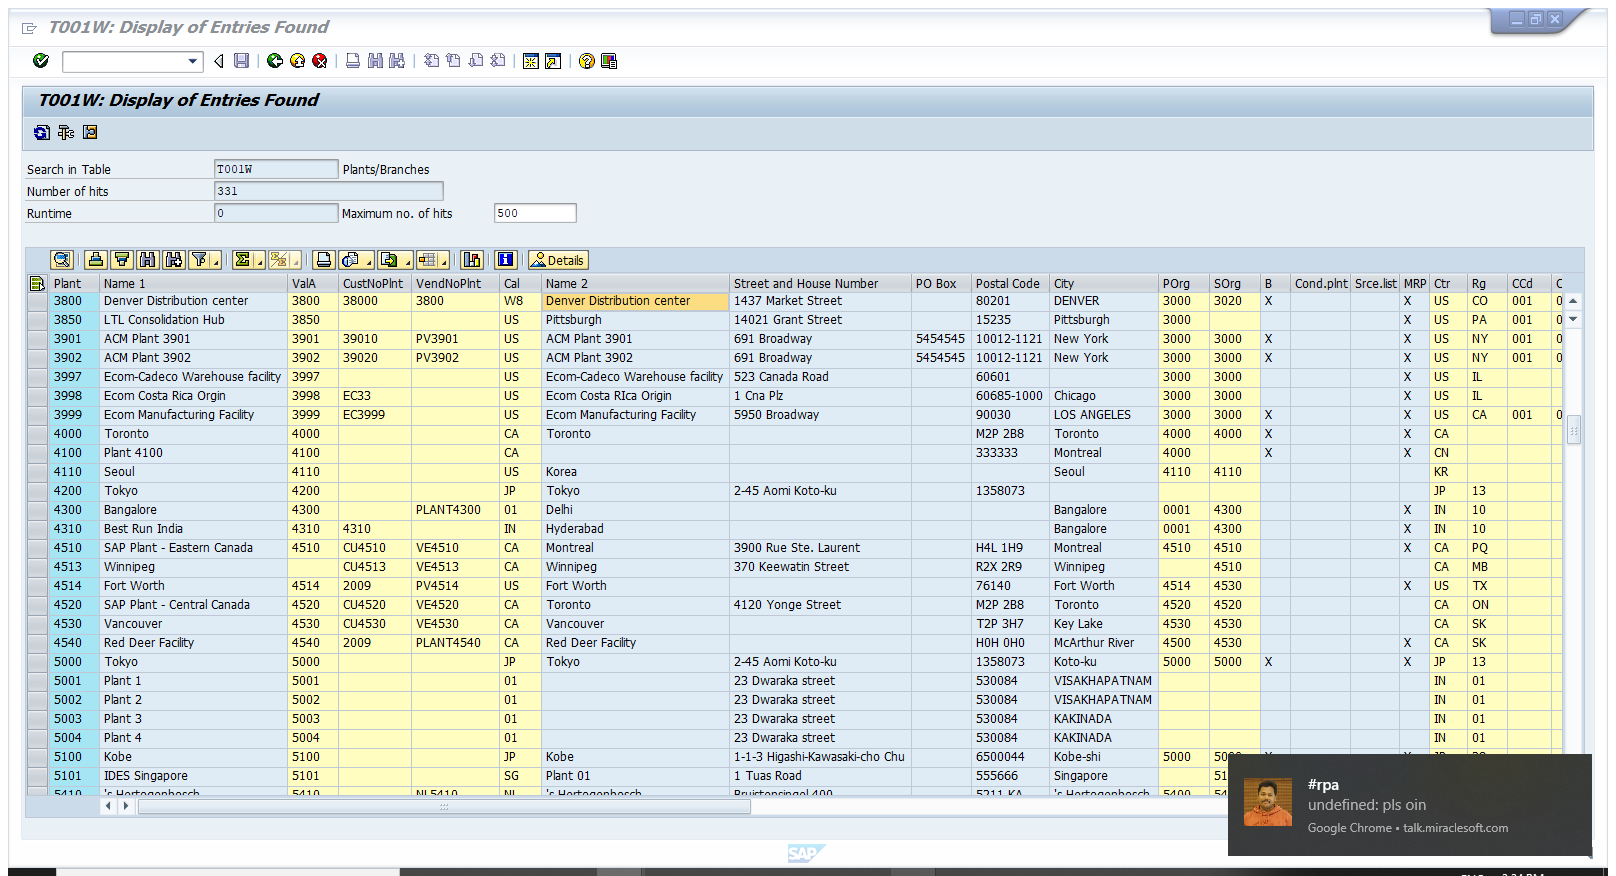 T001W: Display of Entries Found
T001W: Display of Entries Found
Search in Table T001W Plants/Branches
Number of hits 331
Runtime 0 Maximum no. of hits 500
Details
Plant Name 1 ValA CustNoPlnt VendNoPlnt Cal Name 2 Street and House Number PO Box Postal Code City POrg SOrg B Cond.plnt Srce.list MRP Ctr Rg CCd C
3800 Denver Distribution center 3800 38000 3800 W8 Denver Distribution center 1437 Market Street 80201 DENVER 3000 3020 X X US CO 001 0
3850 LTL Consolidation Hub 3850 US Pittsburgh 14021 Grant Street 15235 Pittsburgh 3000 X US PA 001 0
3901 ACM Plant 3901 3901 39010 PV3901 US ACM Plant 3901 691 Broadway 5454545 10012-1121 New York 3000 3000 X X US NY 001 0
3902 ACM Plant 3902 3902 39020 PV3902 US ACM Plant 3902 691 Broadway 5454545 10012-1121 New York 3000 3000 X X US NY 001 0
3997 Ecom-Cadeco Warehouse facility 3997 US Ecom-Cadeco Warehouse facility 523 Canada Road 60601 3000 3000 X US IL
3998 Ecom Costa Rica Orgin 3998 EC33 US Ecom Costa RIca Origin 1 Cna Plz 60685-1000 Chicago 3000 3000 X US IL
3999 Ecom Manufacturing Facility 3999 EC3999 US Ecom Manufacturing Facility 5950 Broadway 90030 LOS ANGELES 3000 3000 X X US CA 001 0
4000 Toronto 4000 CA Toronto M2P 2B8 Toronto 4000 4000 X X CA
4100 Plant 4100 4100 CA 333333 Montreal 4000 X X CN
4110 Seoul 4110 US Korea Seoul 4110 4110 KR
4200 Tokyo 4200 JP Tokyo 2-45 Aomi Koto-ku 1358073 JP 13
4300 Bangalore 4300 PLANT4300 01 Delhi Bangalore 0001 4300 X IN 10
4310 Best Run India 4310 4310 IN Hyderabad Bangalore 0001 4300 X IN 10
4510 SAP Plant - Eastern Canada 4510 CU4510 VE4510 CA Montreal 3900 Rue Ste. Laurent H4L 1H9 Montreal 4510 4510 X CA PQ
4513 Winnipeg CU4513 VE4513 CA Winnipeg 370 Keewatin Street R2X 2R9 Winnipeg 4510 CA MB
4514 Fort Worth 4514 2009 PV4514 US Fort Worth 76140 Fort Worth 4514 4530 X US TX
4520 SAP Plant - Central Canada 4520 CU4520 VE4520 CA Toronto 4120 Yonge Street M2P 2B8 Toronto 4520 4520 CA ON
4530 Vancouver 4530 CU4530 VE4530 CA Vancouver T2P 3H7 Key Lake 4530 4530 CA SK
4540 Red Deer Facility 4540 2009 PLANT4540 CA Red Deer Facility H0H 0H0 McArthur River 4500 4530 X CA SK
5000 Tokyo 5000 JP Tokyo 2-45 Aomi Koto-ku 1358073 Koto-ku 5000 5000 X X JP 13
5001 Plant 1 5001 01 23 Dwaraka street 530084 VISAKHAPATNAM IN 01
5002 Plant 2 5002 01 23 Dwaraka street 530084 VISAKHAPATNAM IN 01
5003 Plant 3 5003 01 23 Dwaraka street 530084 KAKINADA IN 01
5004 Plant 4 5004 01 23 Dwaraka street 530084 KAKINADA IN 01
5100 Kobe 5100 JP Kobe 1-1-3 Higashi-Kawasaki-cho Chu 6500044 Kobe-shi 5000
5101 IDES Singapore 5101 SG Plant 01 1 Tuas Road 555666 Singapore
5410 's Hertogenbosch 5410 NL5410 NL 's Hertogenbosch Bruistensingel 400 5211 KA 's Hertogenbosch 5400
#rpa
undefined: pls oin
Google Chrome • talk.miraclesoft.com
SAP